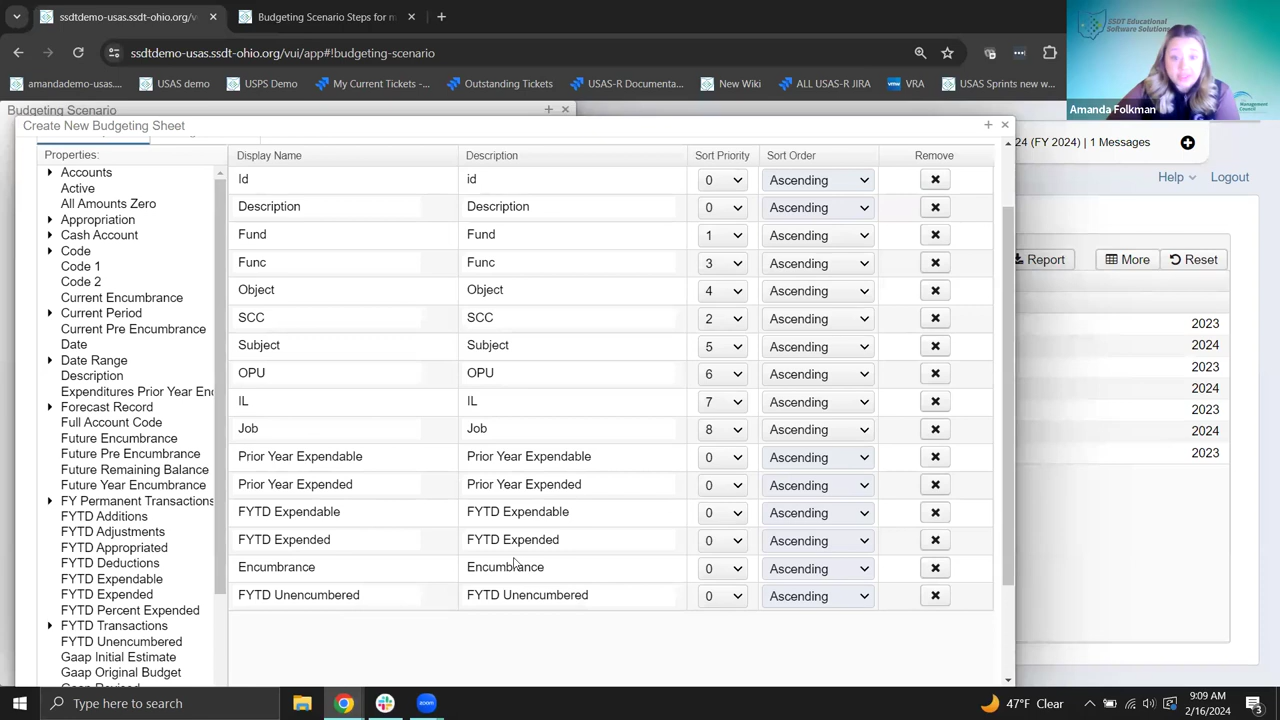 ssdtdemo-usas.ssdt-ohio.org/v
Budgeting Scenario Steps for n
ssdtdemo-usas.ssdt-ohio.org/vui/app#!budgeting-scenario
amandademo-usas.s
USAS demo
USPS Demo
My Current Tickets -
Outstanding Tickets
USAS-R Documenta...
New Wiki
ALL USAS-R JIRA
VRA
USAS Sprints new w...
SSDT Educational
Software Solutions
Management
Council
Amanda Folkman
Budgeting Scenario
Create New Budgeting Sheet
24 (FY 2024) | 1 Messages
Help
Logout
Report
More
Reset
2023
2024
2023
2024
2023
2024
2023
Properties:
Accounts
Active
All Amounts Zero
Appropriation
Cash Account
Code
Code 1
Code 2
Current Encumbrance
Current Period
Current Pre Encumbrance
Date
Date Range
Description
Expenditures Prior Year Enc
Forecast Record
Full Account Code
Future Encumbrance
Future Pre Encumbrance
Future Remaining Balance
Future Year Encumbrance
FY Permanent Transactions
FYTD Additions
FYTD Adjustments
FYTD Appropriated
FYTD Deductions
FYTD Expendable
FYTD Expended
FYTD Percent Expended
FYTD Transactions
FYTD Unencumbered
Gaap Initial Estimate
Gaap Original Budget
Display Name Description Sort Priority Sort Order Remove
Id id 0 Ascending
Description Description 0 Ascending
Fund Fund 1 Ascending
Func Func 3 Ascending
Object Object 4 Ascending
SCC SCC 2 Ascending
Subject Subject 5 Ascending
OPU OPU 6 Ascending
IL IL 7 Ascending
Job Job 8 Ascending
Prior Year Expendable Prior Year Expendable 0 Ascending
Prior Year Expended Prior Year Expended 0 Ascending
FYTD Expendable FYTD Expendable 0 Ascending
FYTD Expended FYTD Expended 0 Ascending
Encumbrance Encumbrance 0 Ascending
FYTD Unencumbered FYTD Unencumbered 0 Ascending
Type here to search
zoom
47°F Clear
9:09 AM
2/16/2024
3